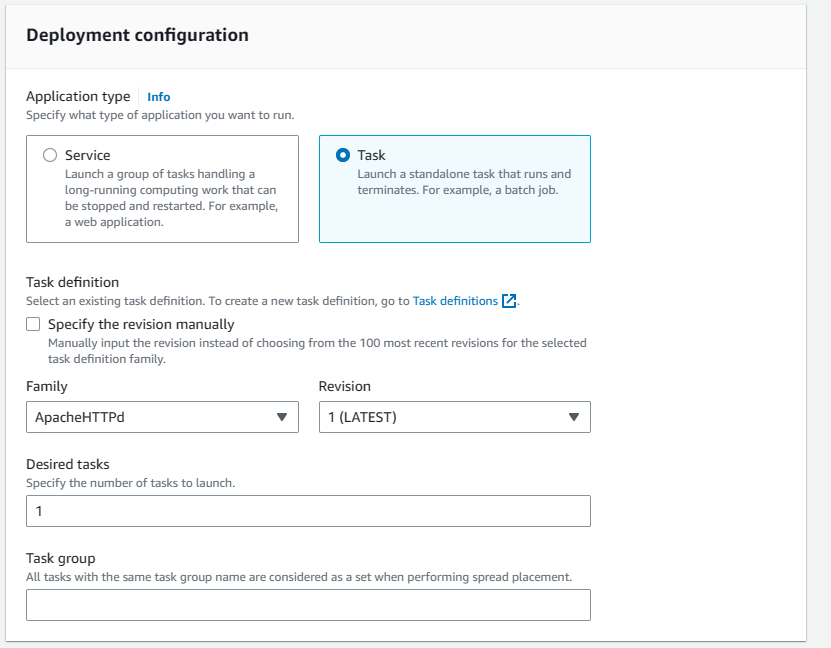 Deployment configuration
Application type Info
Specify what type of application you want to run.
Service
Launch a group of tasks handling a
long-running computing work that can
be stopped and restarted. For example,
a web application.
Task
Launch a standalone task that runs and
terminates. For example, a batch job.
Task definition
Select an existing task definition. To create a new task definition, go to Task definitions.
Specify the revision manually
Manually input the revision instead of choosing from the 100 most recent revisions for the selected
task definition family.
Family
ApacheHTTPd
Revision
1 (LATEST)
Desired tasks
Specify the number of tasks to launch.
1
Task group
All tasks with the same task group name are considered as a set when performing spread placement.